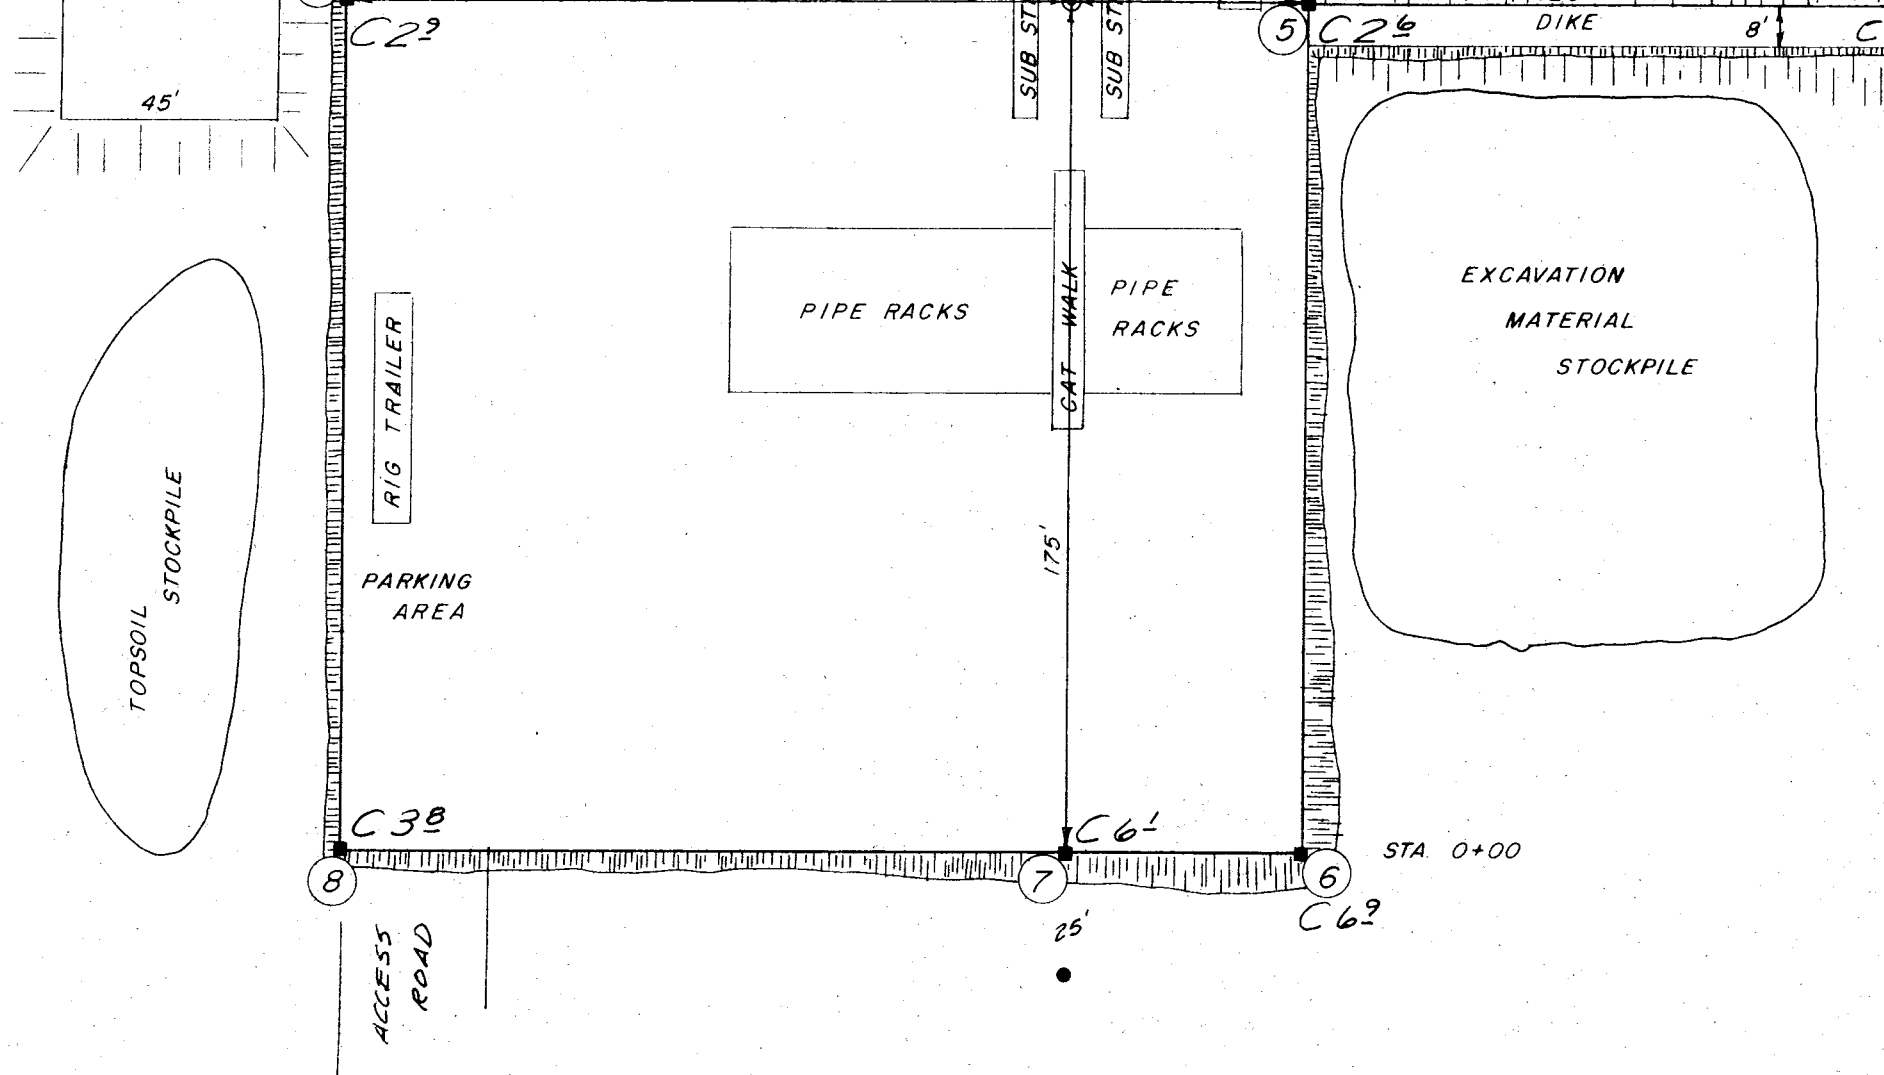 C2⁹
SUB ST
SUB ST
5
C2⁶
DIKE
8'
C
45'
EXCAVATION
MATERIAL
STOCKPILE
PIPE RACKS
CAT WALK
PIPE
RACKS
RIG TRAILER
TOPSOIL
STOCKPILE
PARKING
AREA
175'
C3⁸
C6¹
STA. 0+00
8
7
6
C6⁹
25'
ACCESS
ROAD